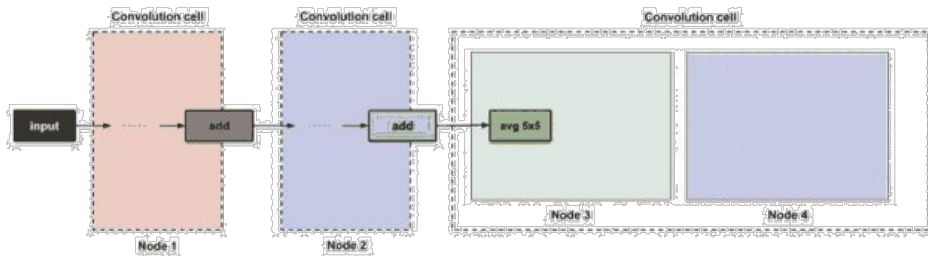 Convolution cell
Convolution cell
Convolution cell
input
add
add
avg 5x5
Node 3
Node 4
Node 1
Node 2